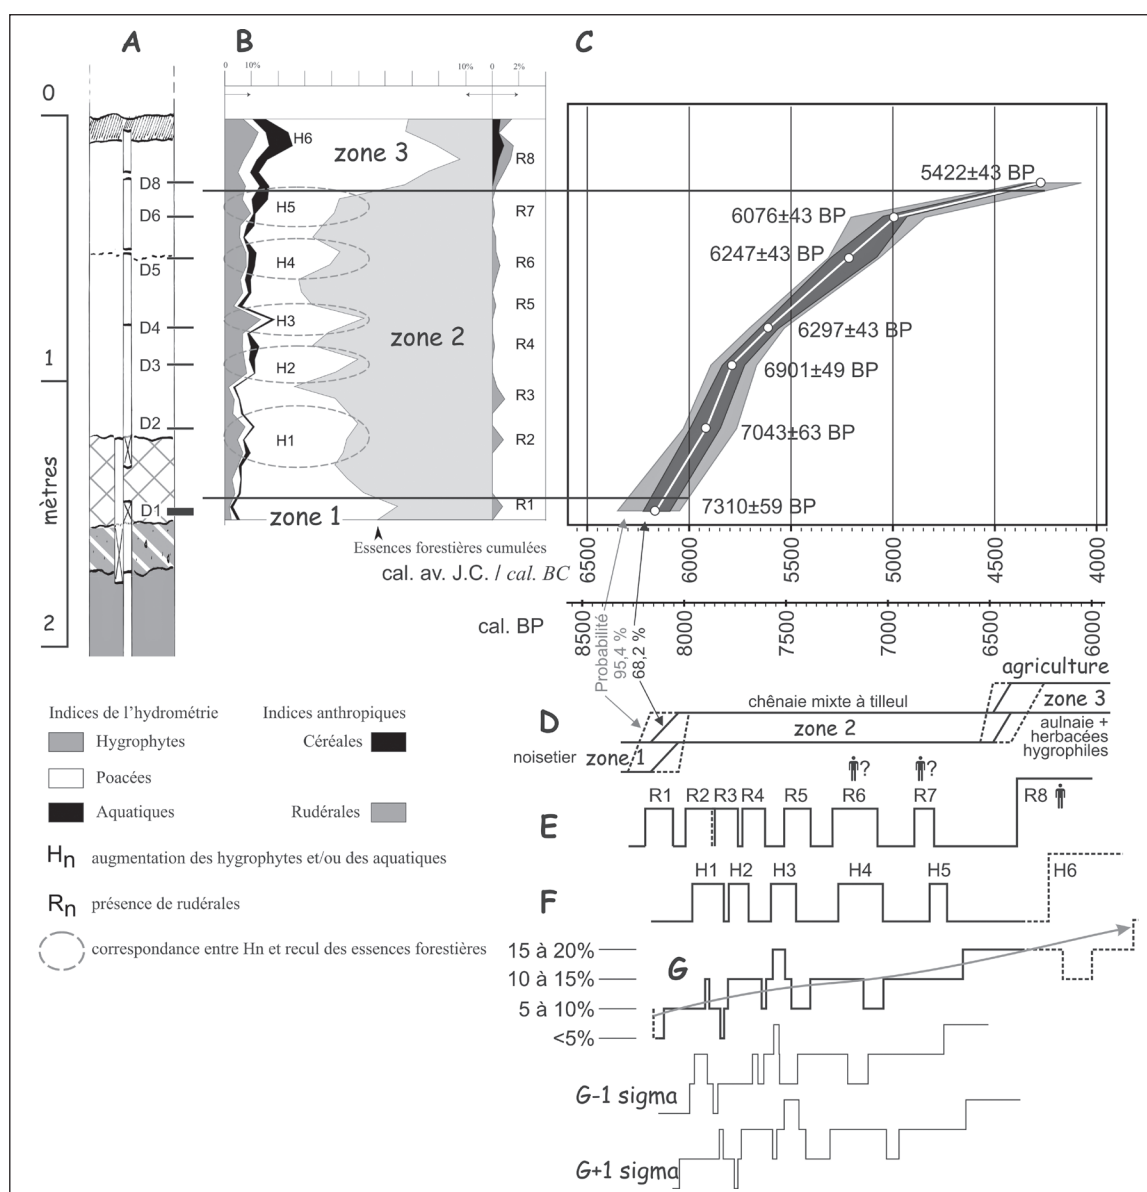 A
B
C
0
10%
10%
0
2%
0
1
mètres
2
D8
D6
D5
D4
D3
D2
D1
H6
zone 3
R8
H5
R7
H4
R6
R5
H3
zone 2
R4
H2
R3
H1
R2
R1
zone 1
Essences forestières cumulées
5422±43 BP
6076±43 BP
6247±43 BP
6297±43 BP
6901±49 BP
7043±63 BP
7310±59 BP
cal. av. J.C. / cal. BC
6500
6000
5500
5000
4500
4000
cal. BP
8500
8000
7500
7000
6500
6000
Probabilité
95,4 %
68,2 %
Indices de l'hydrométrie
Indices anthropiques
Hygrophytes
Céréales
Poacées
Aquatiques
Rudérales
Hn augmentation des hygrophytes et/ou des aquatiques
Rn présence de rudérales
correspondance entre Hn et recul des essences forestières
agriculture
D
chênaie mixte à tilleul
zone 3
zone 2
aulnaie +
herbacées
hygrophiles
noisetier
zone 1
?
?
E
R1
R2
R3
R4
R5
R6
R7
R8
F
H1
H2
H3
H4
H5
H6
G
15 à 20%
10 à 15%
5 à 10%
<5%
G-1 sigma
G+1 sigma